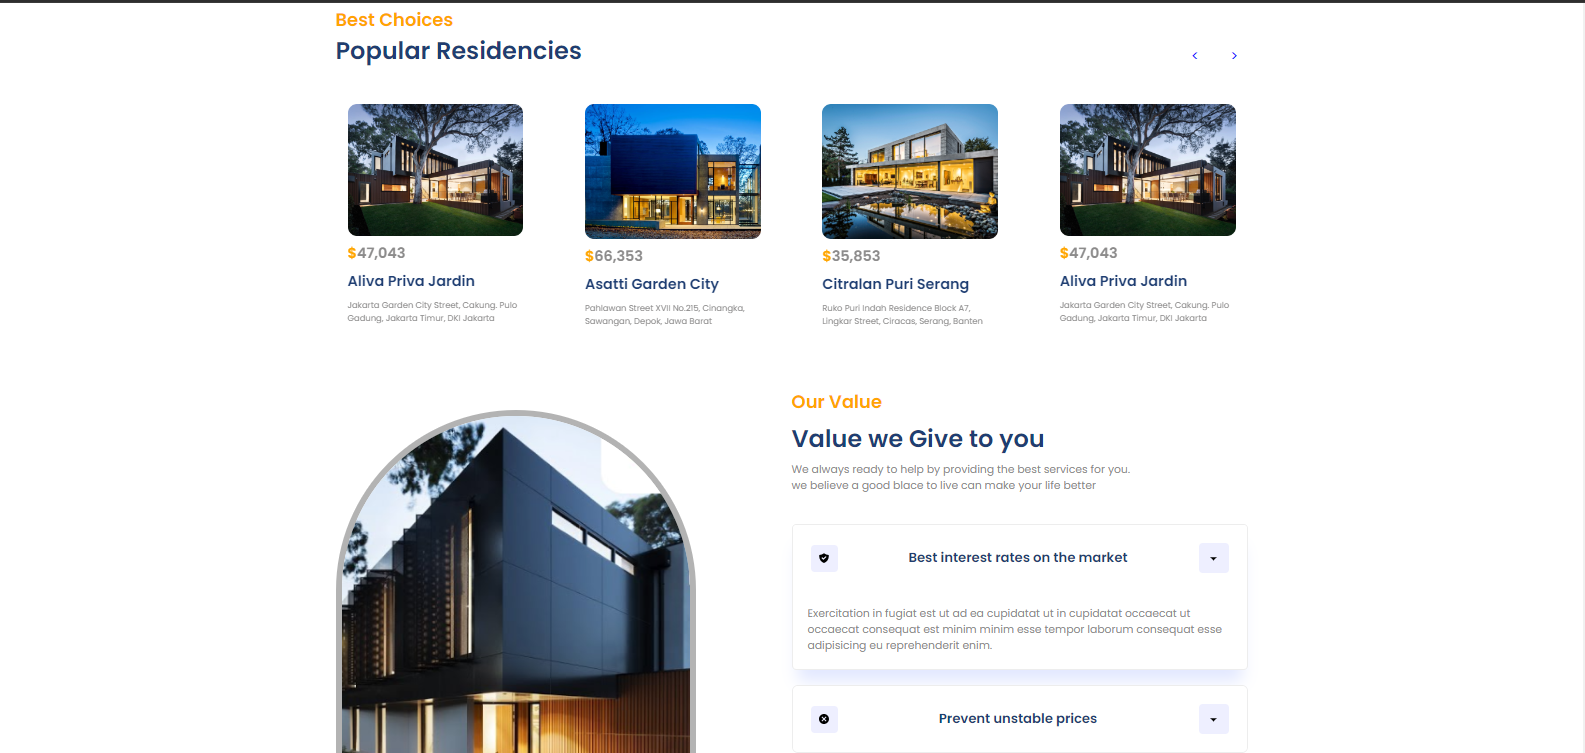 Best Choices
Popular Residencies
< >
$47,043
Aliva Priva Jardin
Jakarta Garden City Street, Cakung. Pulo
Gadung, Jakarta Timur, DKI Jakarta
$66,353
Asatti Garden City
Pahlawan Street XVII No.215, Cinangka,
Sawangan, Depok, Jawa Barat
$35,853
Citralan Puri Serang
Ruko Puri Indah Residence Block A7,
Lingkar Street, Ciracas, Serang, Banten
$47,043
Aliva Priva Jardin
Jakarta Garden City Street, Cakung. Pulo
Gadung, Jakarta Timur, DKI Jakarta
Our Value
Value we Give to you
We always ready to help by providing the best services for you.
we believe a good blace to live can make your life better
Best interest rates on the market
Exercitation in fugiat est ut ad ea cupidatat ut in cupidatat occaecat ut
occaecat consequat est minim minim esse tempor laborum consequat esse
adipisicing eu reprehenderit enim.
Prevent unstable prices